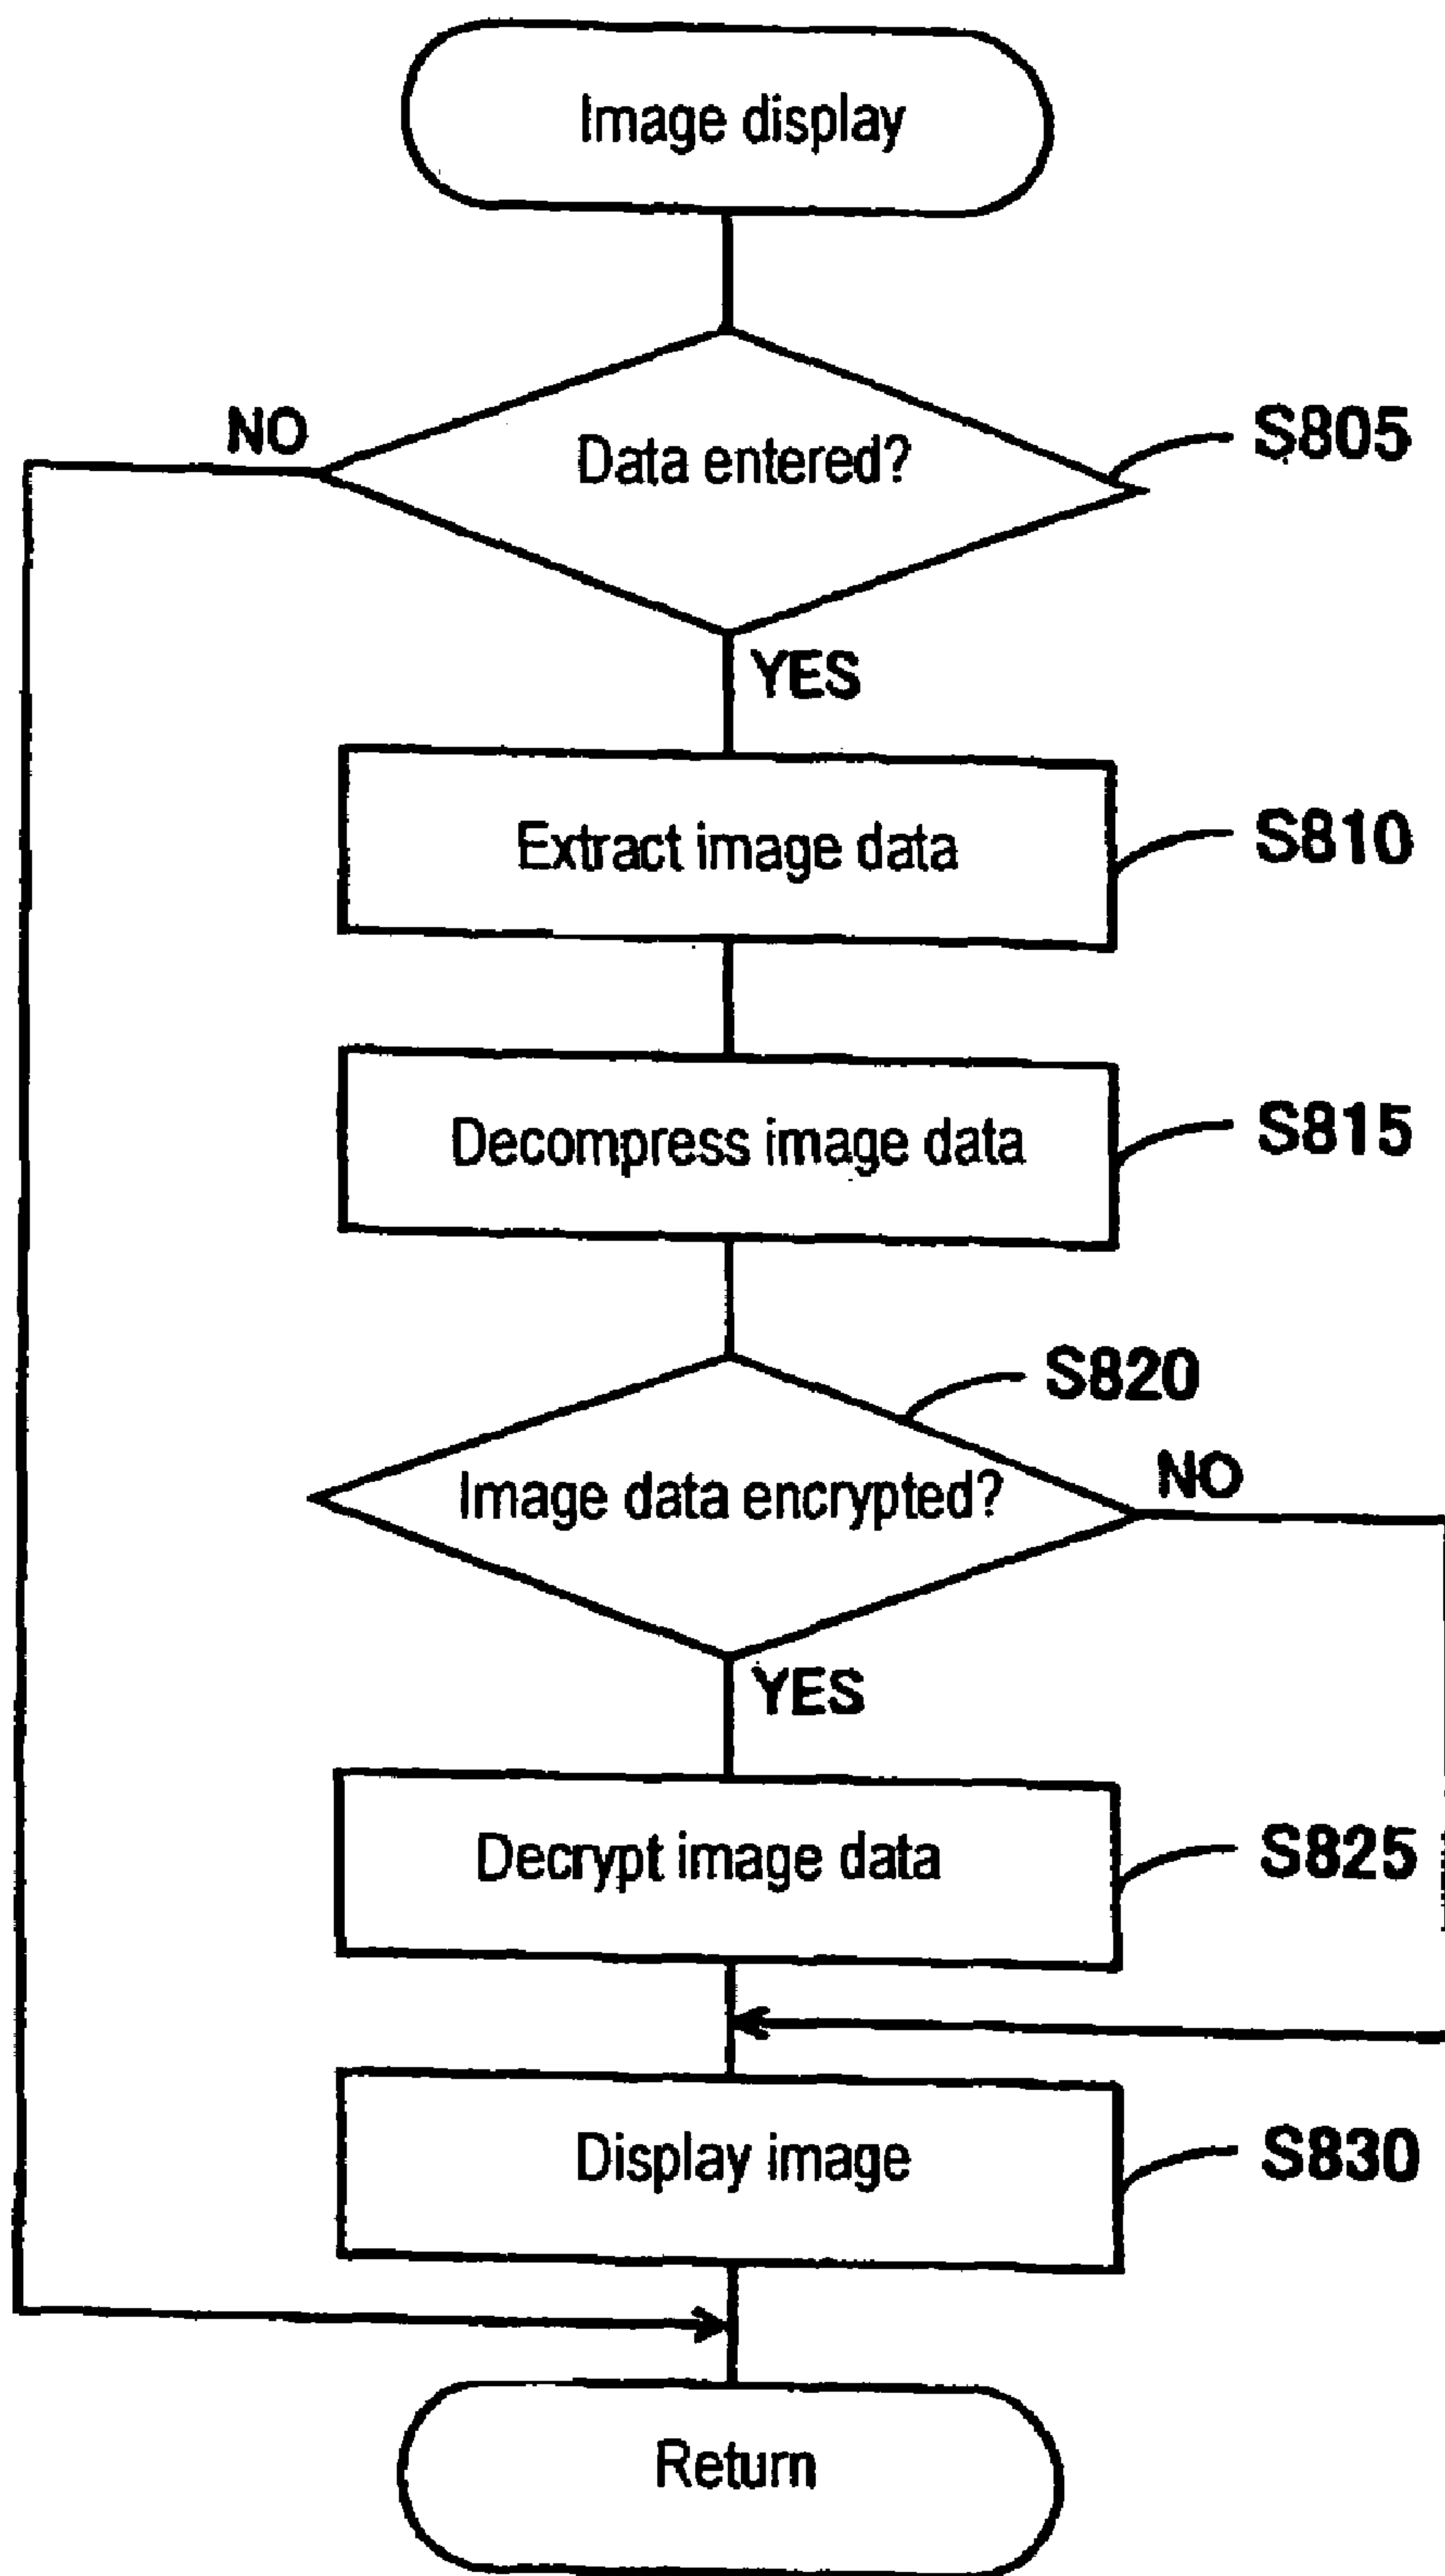 Image display
NO
Data entered?
S805
YES
Extract image data
S810
Decompress image data
S815
S820
Image data encrypted?
NO
YES
Decrypt image data
S825
Display image
S830
Return